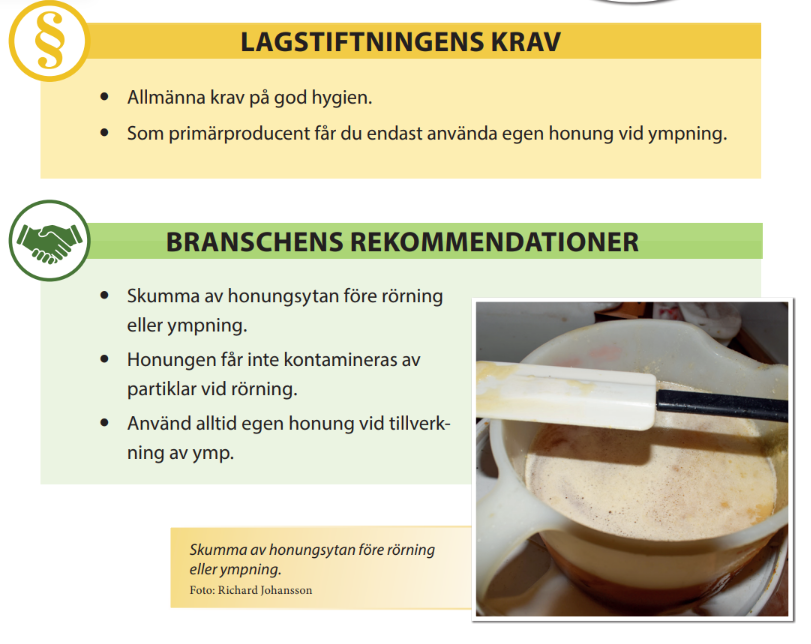 §
LAGSTIFTNINGENS KRAV
• Allmänna krav på god hygien.
• Som primärproducent får du endast använda egen honung vid ympning.
BRANSCHENS REKOMMENDATIONER
• Skumma av honungsytan före rörning
eller ympning.
• Honungen får inte kontamineras av
partiklar vid rörning.
• Använd alltid egen honung vid tillverk-
ning av ymp.
Skumma av honungsytan före rörning
eller ympning.
Foto: Richard Johansson